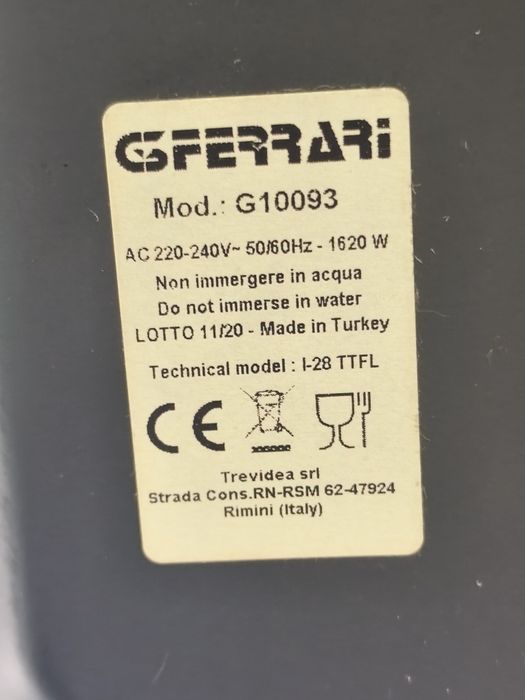 G3FERRARI
Mod.: G10093
AC 220-240V~ 50/60Hz - 1620 W
Non immergere in acqua
Do not immerse in water
LOTTO 11/20 - Made in Turkey
Technical model : I-28 TTFL
CE
Trevidea srl
Strada Cons.RN-RSM 62-47924
Rimini (Italy)